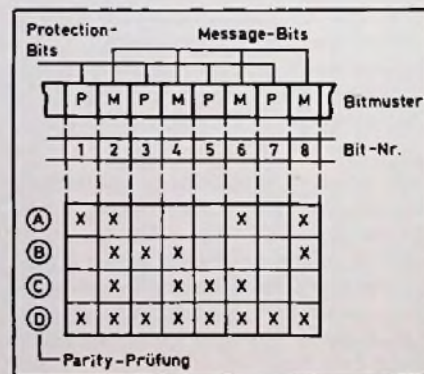 Protection-
Bits
Message-Bits
P M P M P M P M Bitmuster
1 2 3 4 5 6 7 8 Bit-Nr.
A X X X X
B X X X X
C X X X X
D X X X X X X X X
Parity-Prüfung